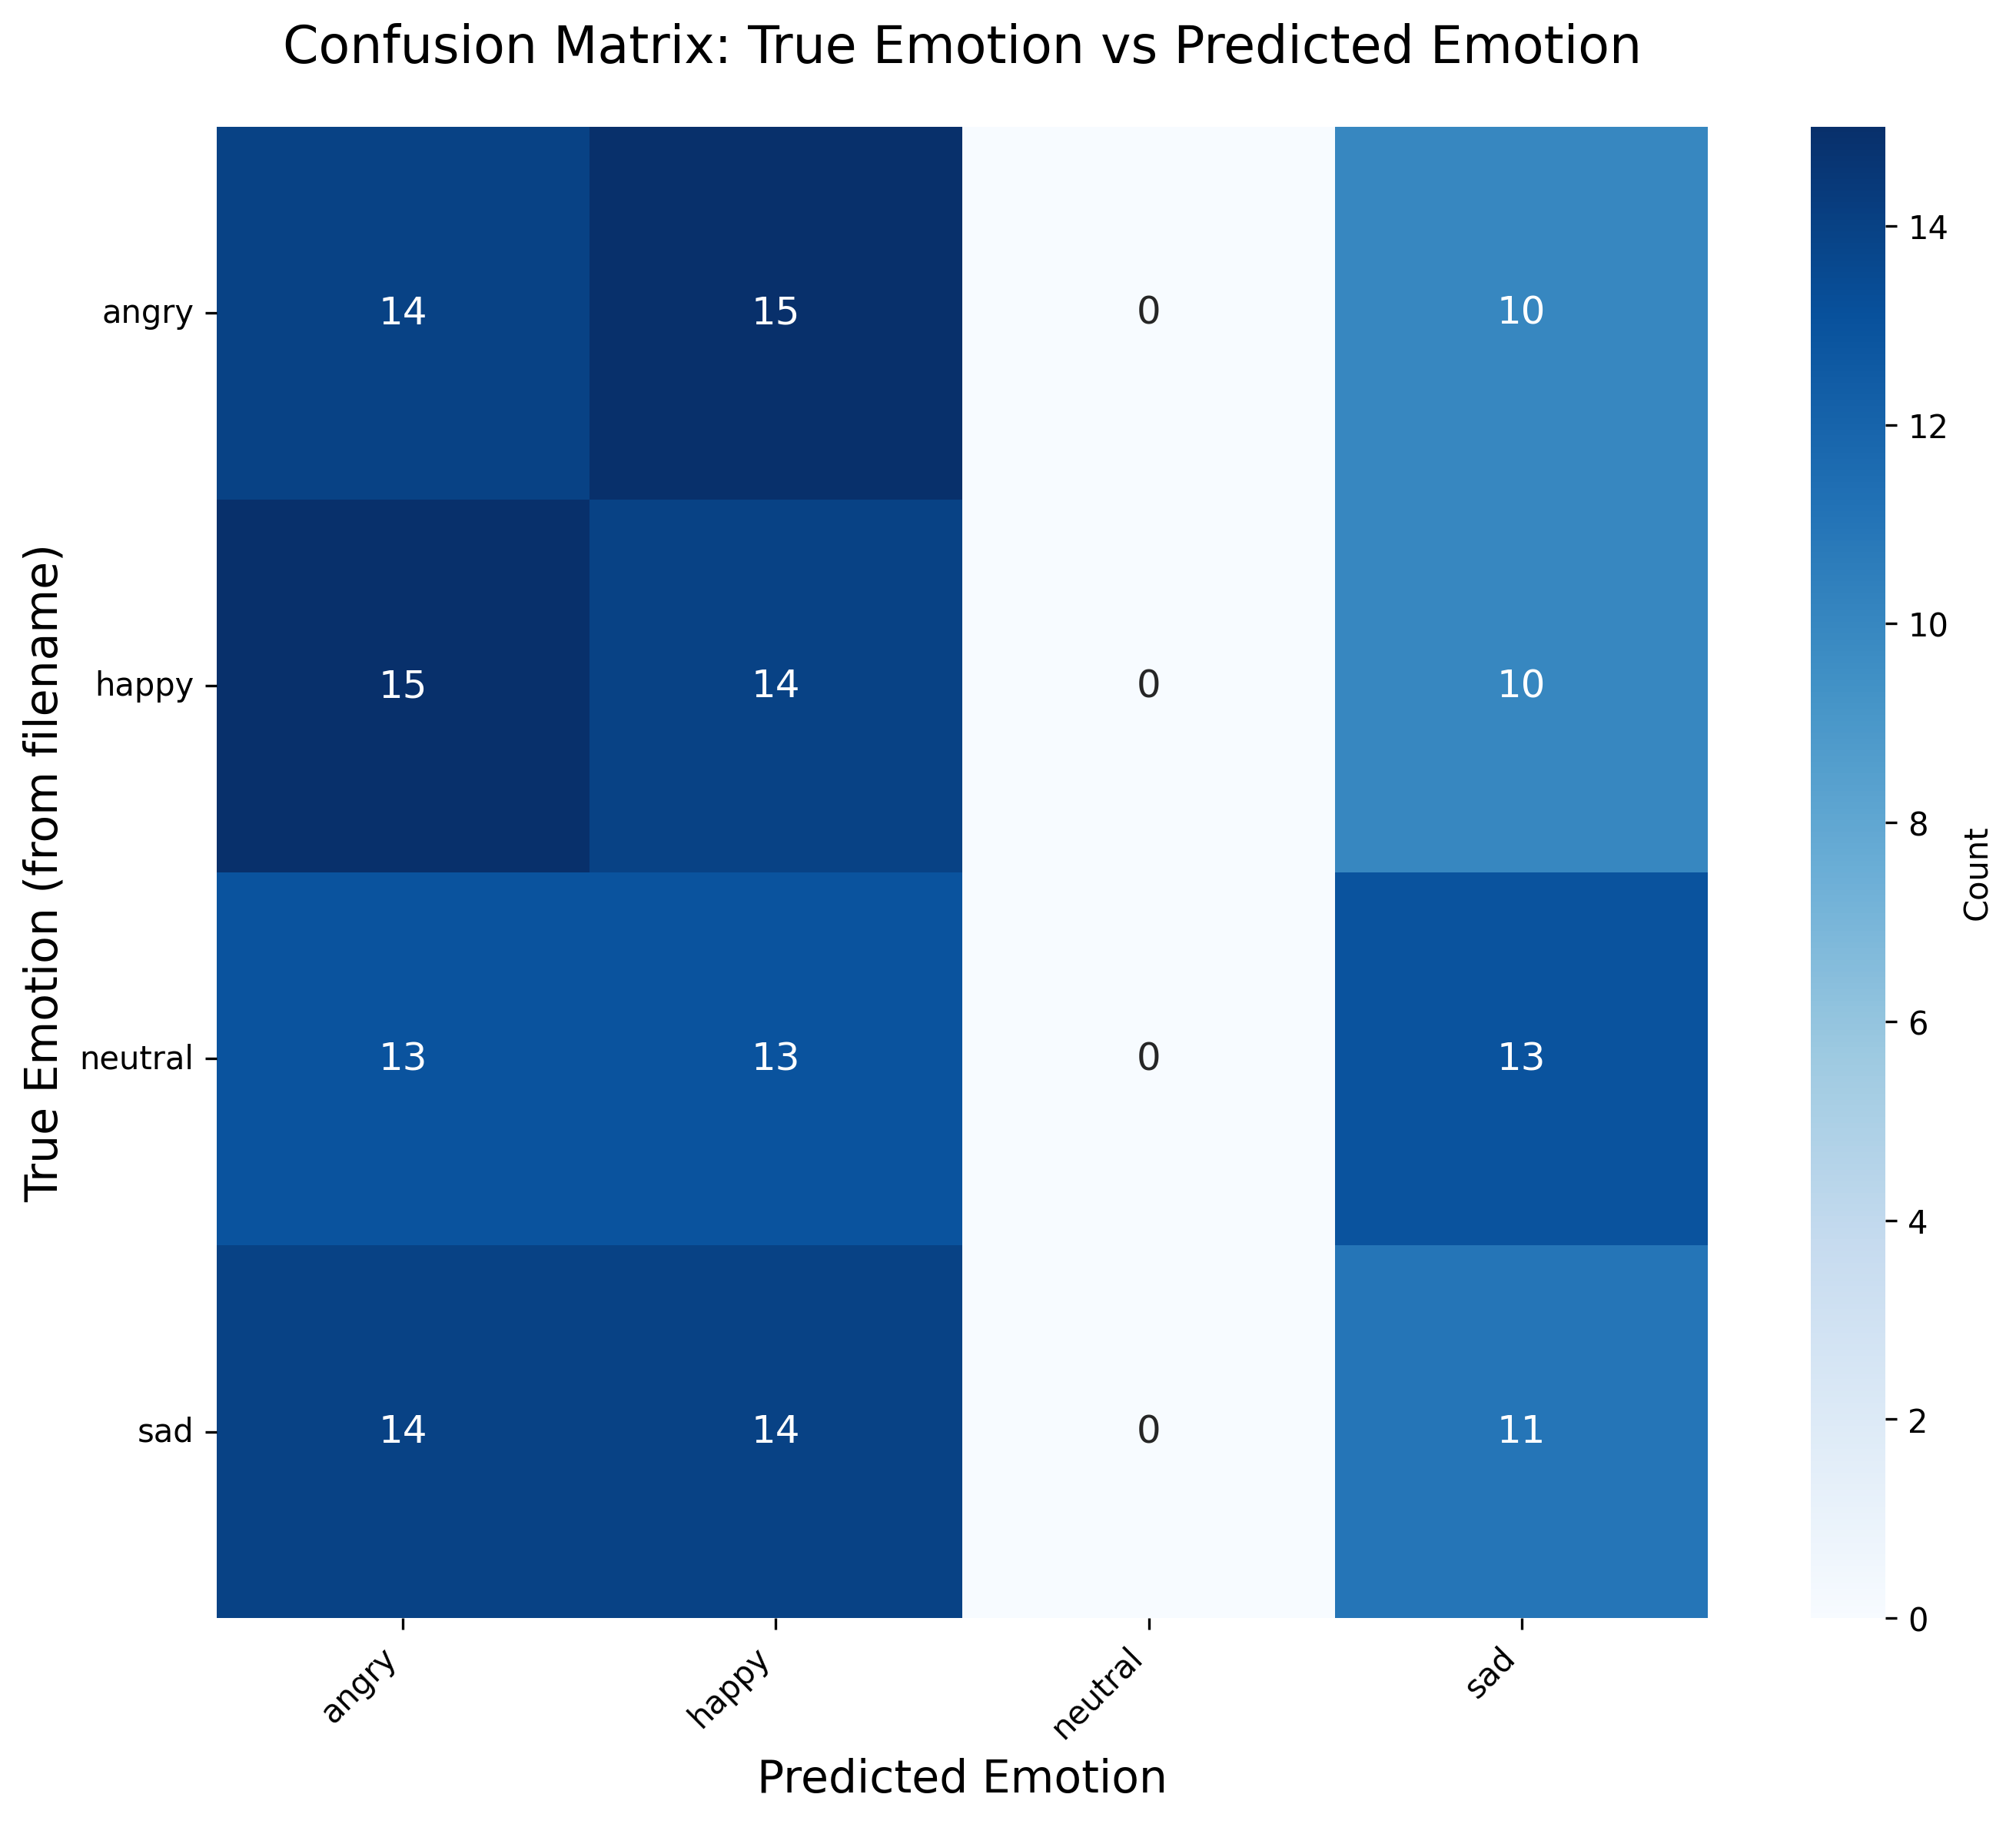 Confusion Matrix: True Emotion vs Predicted Emotion
True Emotion (from filename)
angry 14 15 0 10
happy 15 14 0 10
neutral 13 13 0 13
sad 14 14 0 11
angry happy neutral sad
Predicted Emotion
14
12
10
8
6
4
2
0
Count